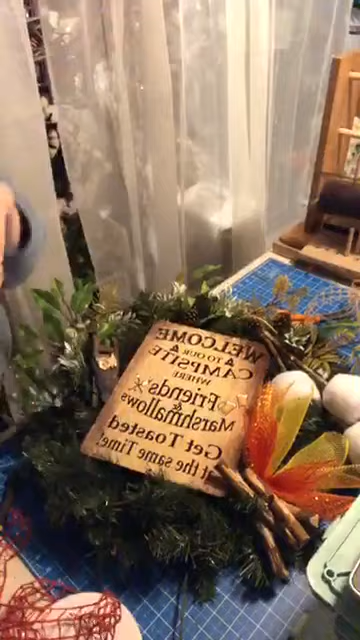 WELCOME
TO OUR
CAMPSITE
WHERE
Friends
&
Marshmallows
Get Toasted
at the same Time!